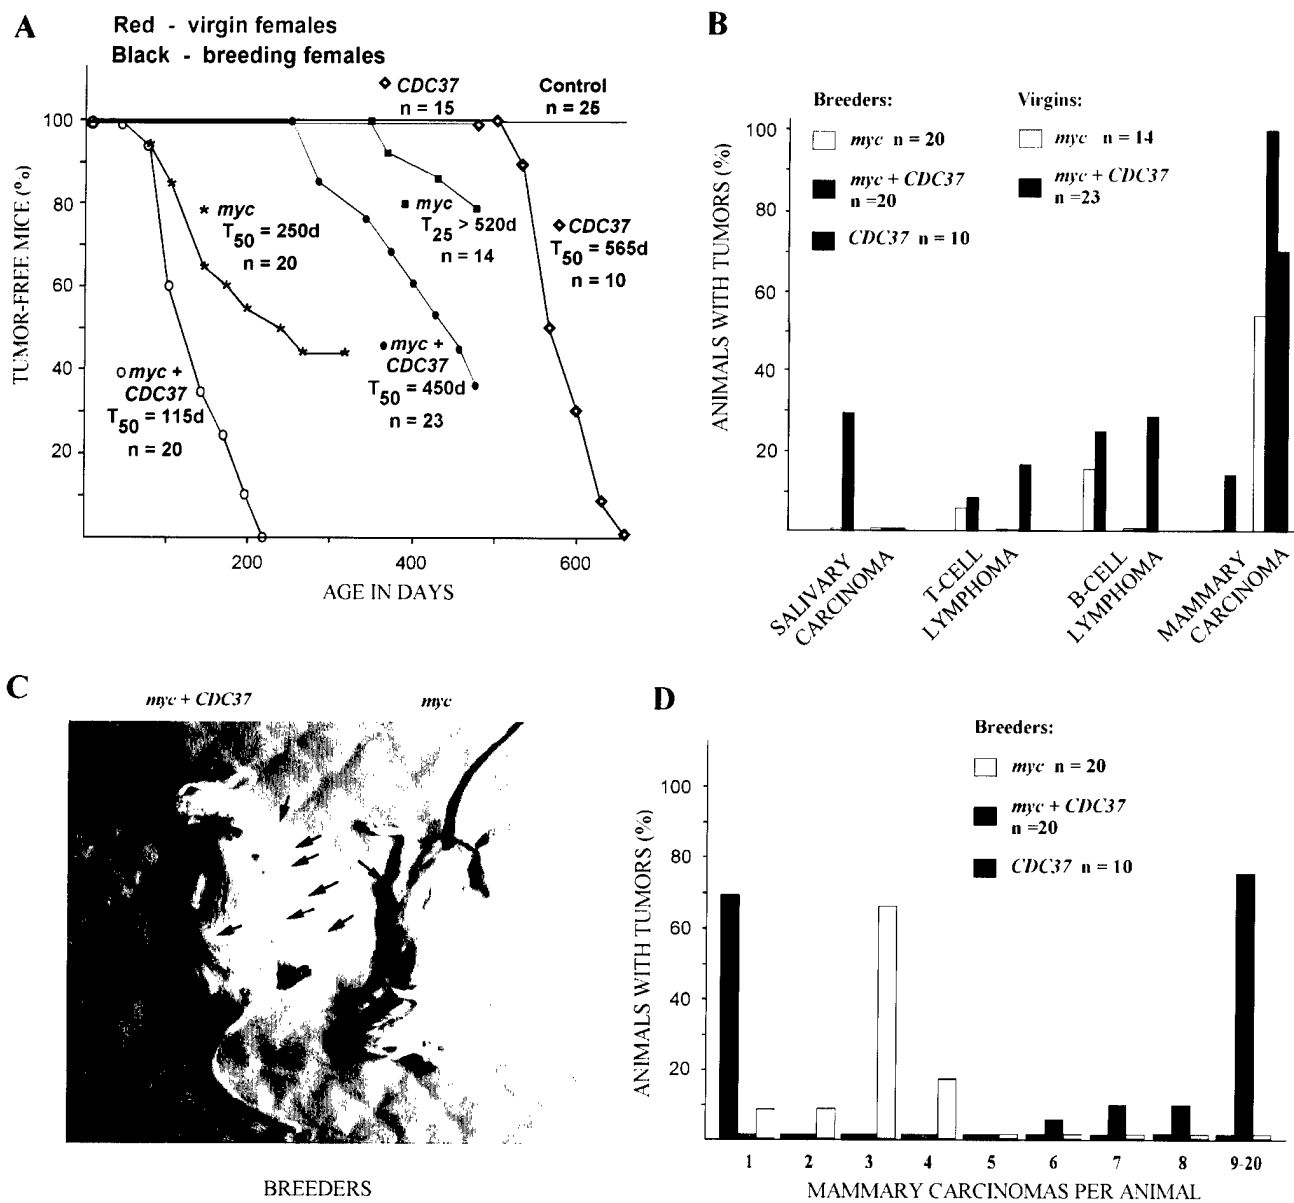 A
Red - virgin females
Black - breeding females
CDC37
n = 15
Control
n = 25
TUMOR-FREE MICE (%)
100
80
60
40
20
myc
T50 = 250d
n = 20
myc
T25 > 520d
n = 14
CDC37
T50 = 565d
n = 10
myc +
CDC37
T50 = 115d
n = 20
myc +
CDC37
T50 = 450d
n = 23
200
400
600
AGE IN DAYS
B
Breeders:
myc n = 20
myc + CDC37
n =20
CDC37 n = 10
Virgins:
myc n = 14
myc + CDC37
n =23
ANIMALS WITH TUMORS (%)
100
80
60
40
20
SALIVARY
CARCINOMA
T-CELL
LYMPHOMA
B-CELL
LYMPHOMA
MAMMARY
CARCINOMA
C
myc + CDC37
myc
BREEDERS
D
Breeders:
myc n = 20
myc + CDC37
n =20
CDC37 n = 10
ANIMALS WITH TUMORS (%)
100
80
60
40
20
1 2 3 4 5 6 7 8 9-20
MAMMARY CARCINOMAS PER ANIMAL